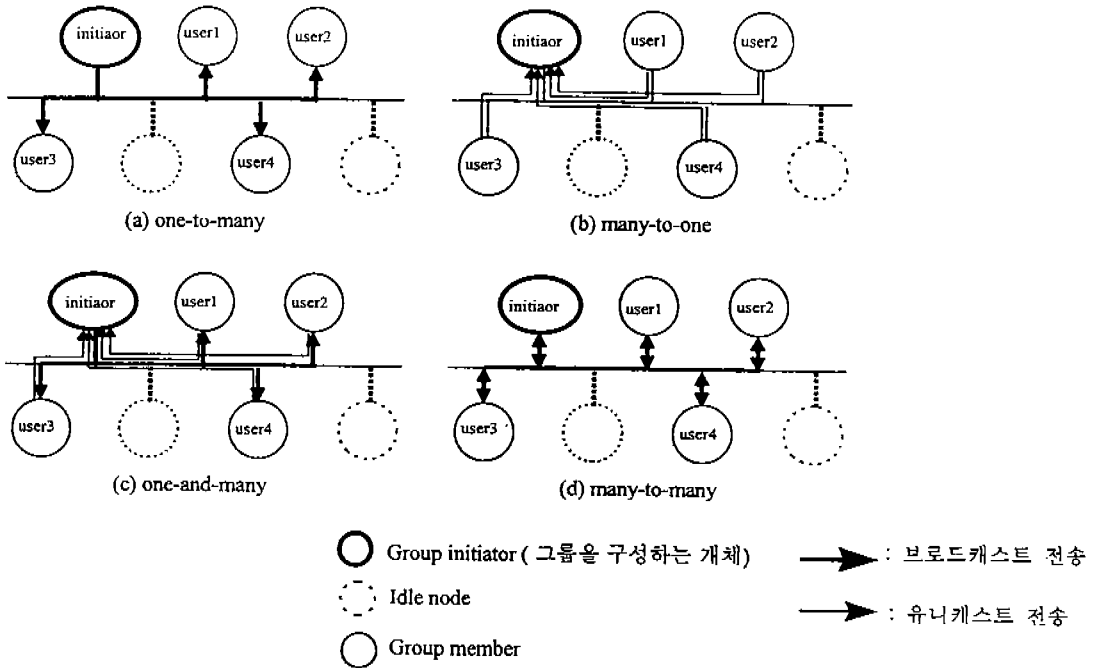 initiaor
user1
user2
user3
user4
(a) one-to-many
initiaor
user1
user2
user3
user4
(b) many-to-one
initiaor
user1
user2
user3
user4
(c) one-and-many
initiaor
user1
user2
user3
user4
(d) many-to-many
Group initiator ( 그룹을 구성하는 개체)
: 브로드캐스트 전송
Idle node
: 유니케스트 전송
Group member